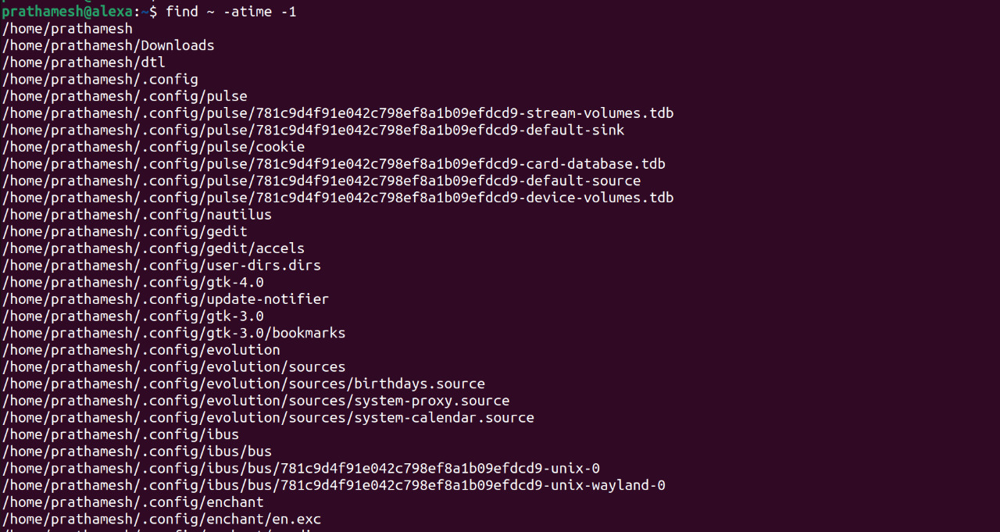 prathamesh@alexa:~$ find ~ -atime -1
/home/prathamesh
/home/prathamesh/Downloads
/home/prathamesh/dtl
/home/prathamesh/.config
/home/prathamesh/.config/pulse
/home/prathamesh/.config/pulse/781c9d4f91e042c798ef8a1b09efdcd9-stream-volumes.tdb
/home/prathamesh/.config/pulse/781c9d4f91e042c798ef8a1b09efdcd9-default-sink
/home/prathamesh/.config/pulse/cookie
/home/prathamesh/.config/pulse/781c9d4f91e042c798ef8a1b09efdcd9-card-database.tdb
/home/prathamesh/.config/pulse/781c9d4f91e042c798ef8a1b09efdcd9-default-source
/home/prathamesh/.config/pulse/781c9d4f91e042c798ef8a1b09efdcd9-device-volumes.tdb
/home/prathamesh/.config/nautilus
/home/prathamesh/.config/gedit
/home/prathamesh/.config/gedit/accels
/home/prathamesh/.config/user-dirs.dirs
/home/prathamesh/.config/gtk-4.0
/home/prathamesh/.config/update-notifier
/home/prathamesh/.config/gtk-3.0
/home/prathamesh/.config/gtk-3.0/bookmarks
/home/prathamesh/.config/evolution
/home/prathamesh/.config/evolution/sources
/home/prathamesh/.config/evolution/sources/birthdays.source
/home/prathamesh/.config/evolution/sources/system-proxy.source
/home/prathamesh/.config/evolution/sources/system-calendar.source
/home/prathamesh/.config/ibus
/home/prathamesh/.config/ibus/bus
/home/prathamesh/.config/ibus/bus/781c9d4f91e042c798ef8a1b09efdcd9-unix-0
/home/prathamesh/.config/ibus/bus/781c9d4f91e042c798ef8a1b09efdcd9-unix-wayland-0
/home/prathamesh/.config/enchant
/home/prathamesh/.config/enchant/en.exc